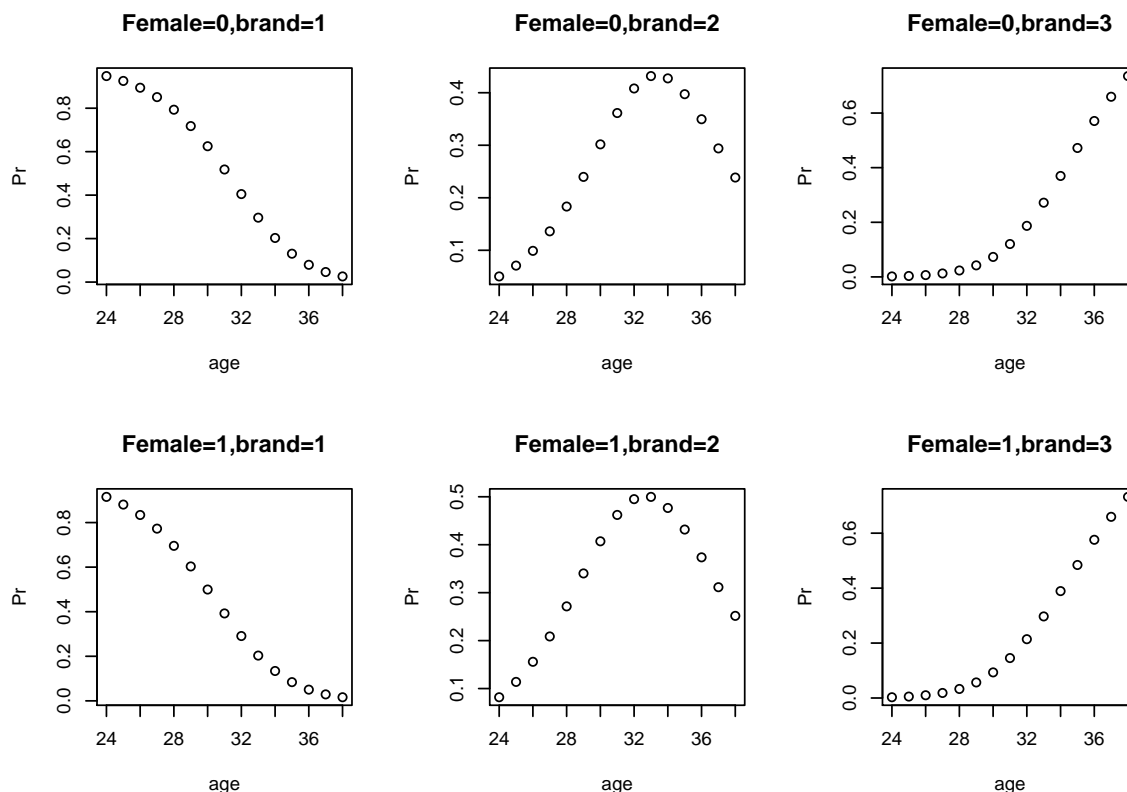 Female=0,brand=1
Pr
0.0 0.2 0.4 0.6 0.8
24 28 32 36
age
Female=0,brand=2
Pr
0.1 0.2 0.3 0.4
24 28 32 36
age
Female=0,brand=3
Pr
0.0 0.2 0.4 0.6
24 28 32 36
age
Female=1,brand=1
Pr
0.0 0.2 0.4 0.6 0.8
24 28 32 36
age
Female=1,brand=2
Pr
0.1 0.2 0.3 0.4 0.5
24 28 32 36
age
Female=1,brand=3
Pr
0.0 0.2 0.4 0.6
24 28 32 36
age